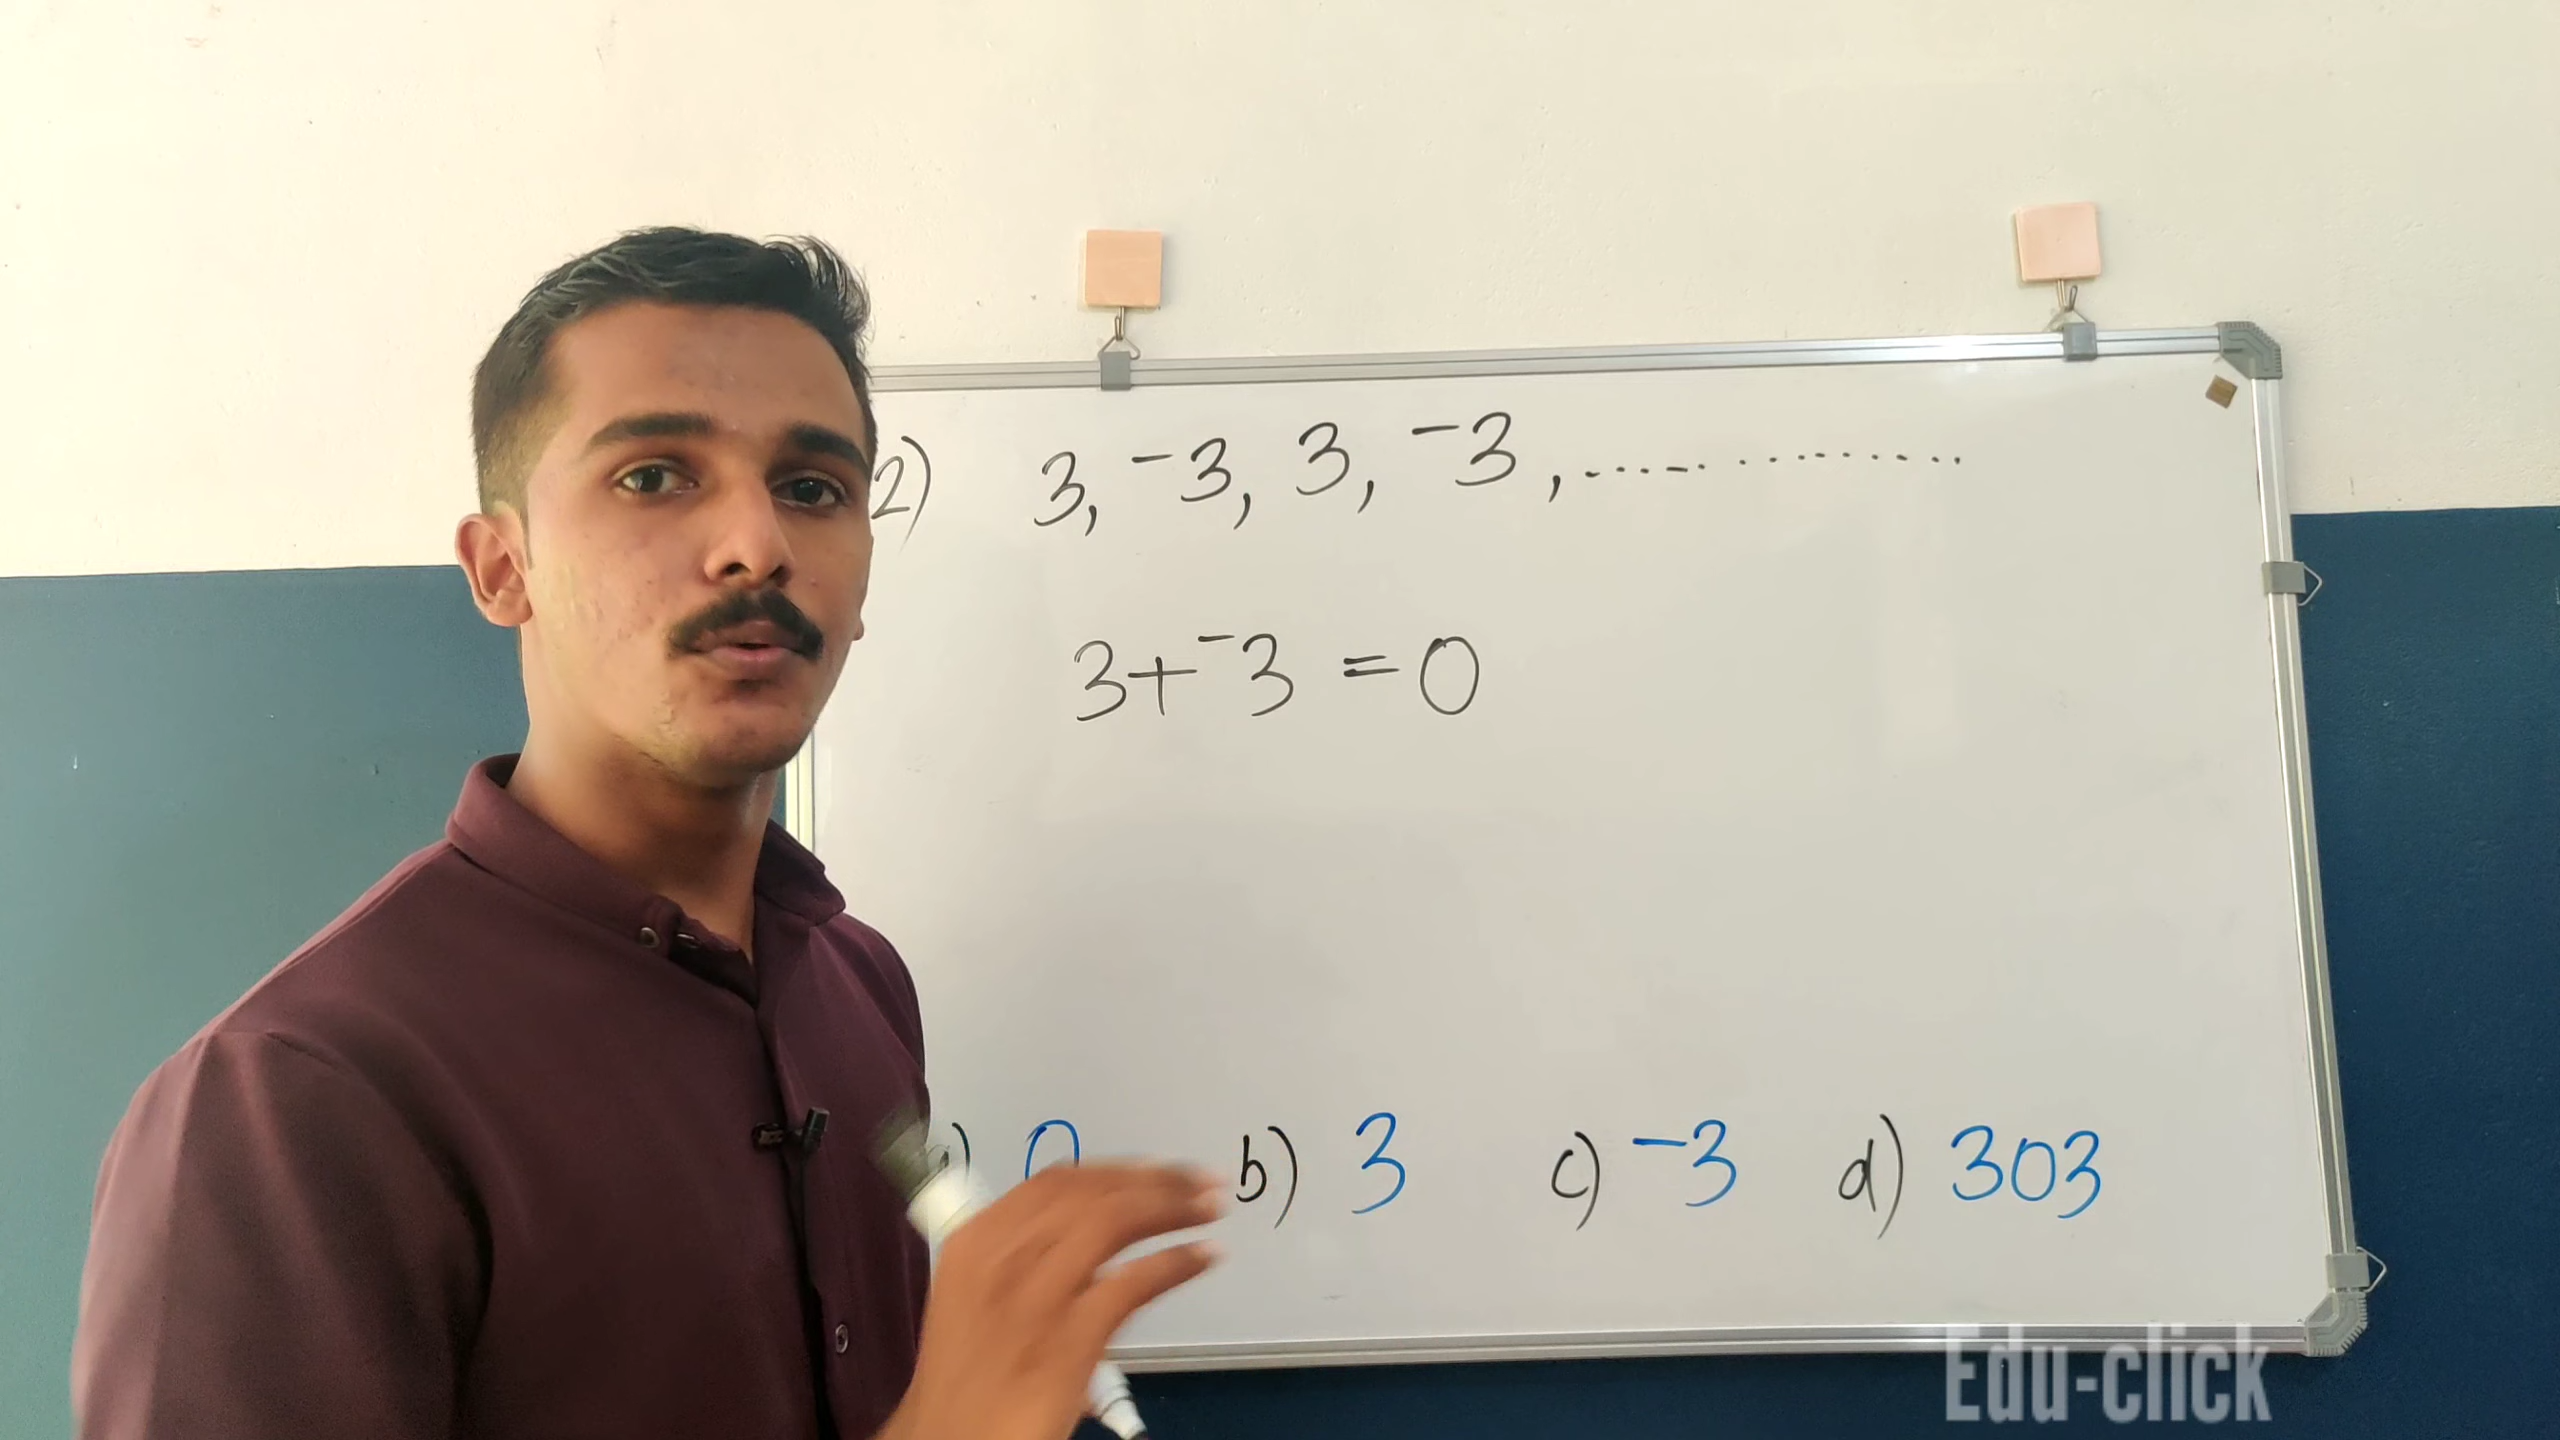 2) 3, ⁻3, 3, ⁻3, ..................
3+⁻3 = 0
a) 0 b) 3 c) ⁻3 d) 303
Edu-click